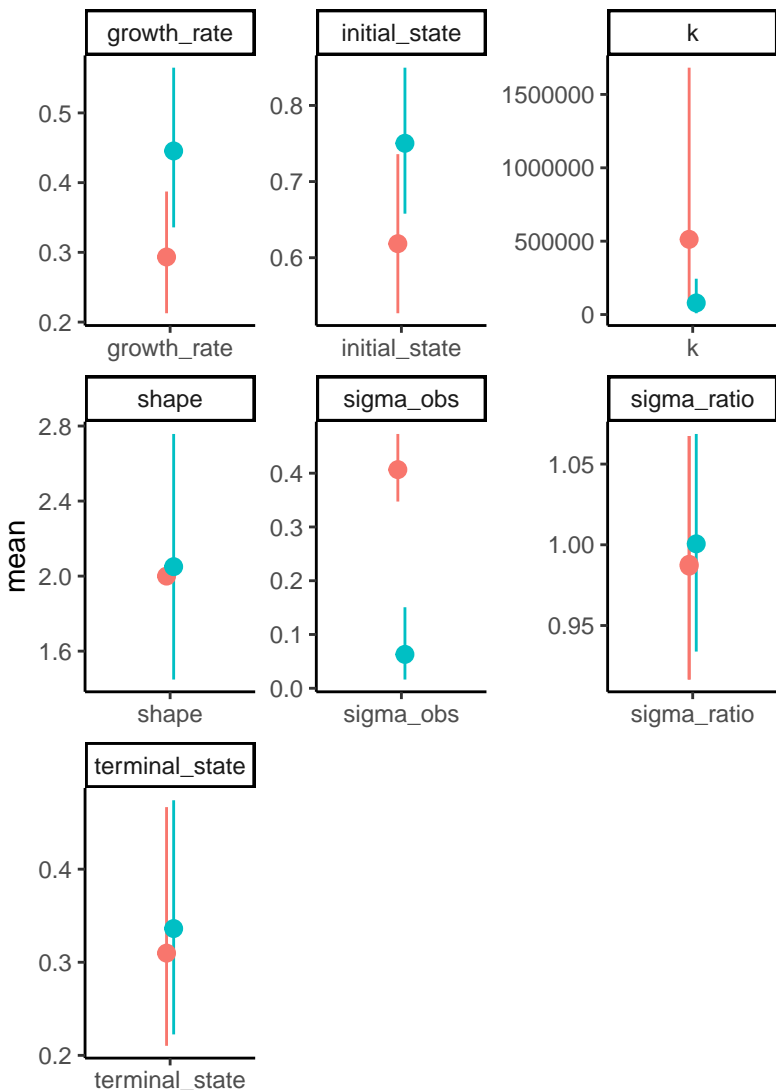 growth_rate
initial_state
k
0.5
0.4
0.3
0.2
growth_rate
0.8
0.7
0.6
initial_state
1500000
1000000
500000
0
k
mean
shape
sigma_obs
sigma_ratio
2.8
2.4
2.0
1.6
shape
0.4
0.3
0.2
0.1
0.0
sigma_obs
1.05
1.00
0.95
sigma_ratio
terminal_state
0.4
0.3
0.2
terminal_state